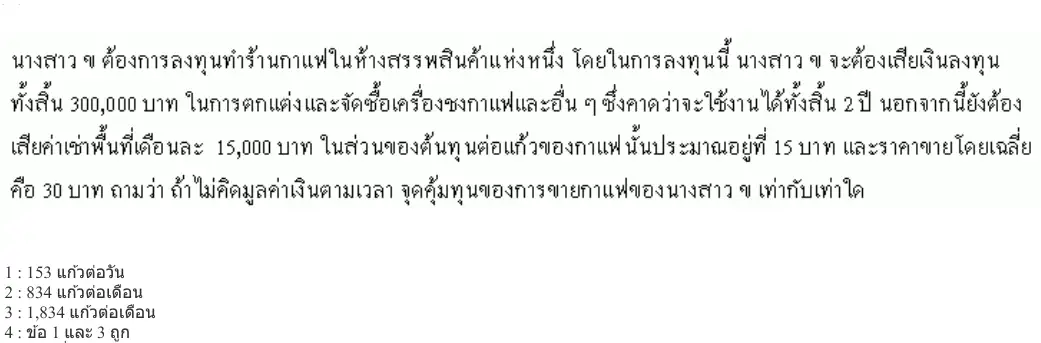 นางสาว ข ต้องการลงทุนทำร้านกาแฟในห้างสรรพสินค้าแห่งหนึ่ง โดยในการลงทุนนี้ นางสาว ข จะต้องเสียเงินลงทุน
ทั้งสิ้น 300,000 บาท ในการตกแต่งและจัดซื้อเครื่องชงกาแฟและอื่น ๆ ซึ่งคาดว่าจะใช้งานได้ทั้งสิ้น 2 ปี นอกจากนี้ยังต้อง
เสียค่าเช่าพื้นที่เดือนละ 15,000 บาท ในส่วนของต้นทุนต่อแก้วของกาแฟนั้นประมาณอยู่ที่ 15 บาท และราคาขายโดยเฉลี่ย
คือ 30 บาท ถามว่า ถ้าไม่คิดมูลค่าเงินตามเวลา จุดคุ้มทุนของการขายกาแฟของนางสาว ข เท่ากับเท่าใด
1 : 153 แก้วต่อวัน
2 : 834 แก้วต่อเดือน
3 : 1,834 แก้วต่อเดือน
4 : ข้อ 1 และ 3 ถูก